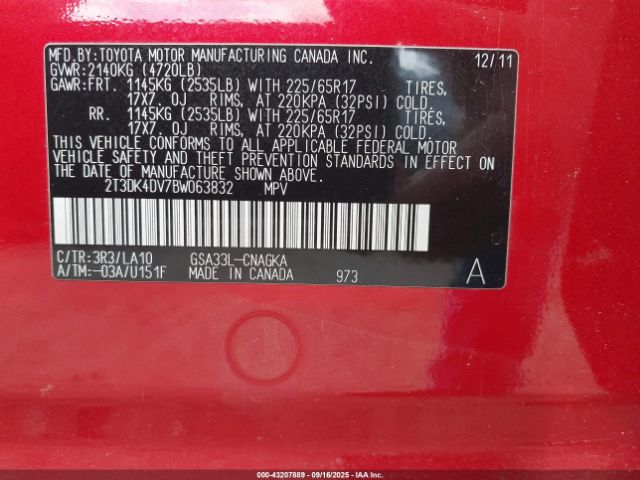 MFD.BY:TOYOTA MOTOR MANUFACTURING CANADA INC. 12/11
GVWR:2140KG (4720LB)
GAWR:FRT. 1145KG (2535LB) WITH 225/65R17 TIRES,
17X7.0J RIMS, AT 220KPA (32PSI) COLD.
RR. 1145KG (2535LB) WITH 225/65R17 TIRES,
17X7.0J RIMS, AT 220KPA (32PSI) COLD.
THIS VEHICLE CONFORMS TO ALL APPLICABLE FEDERAL MOTOR
VEHICLE SAFETY AND THEFT PREVENTION STANDARDS IN EFFECT ON
THE DATE OF MANUFACTURE SHOWN ABOVE.
2T3DK4DV7BW063832 MPV
C/TR:3R3/LA10 GSA33L-CNAGKA
A/TM:-03A/U151F MADE IN CANADA 973 A
000-43207889 - 09/16/2025 - IAA, Inc.